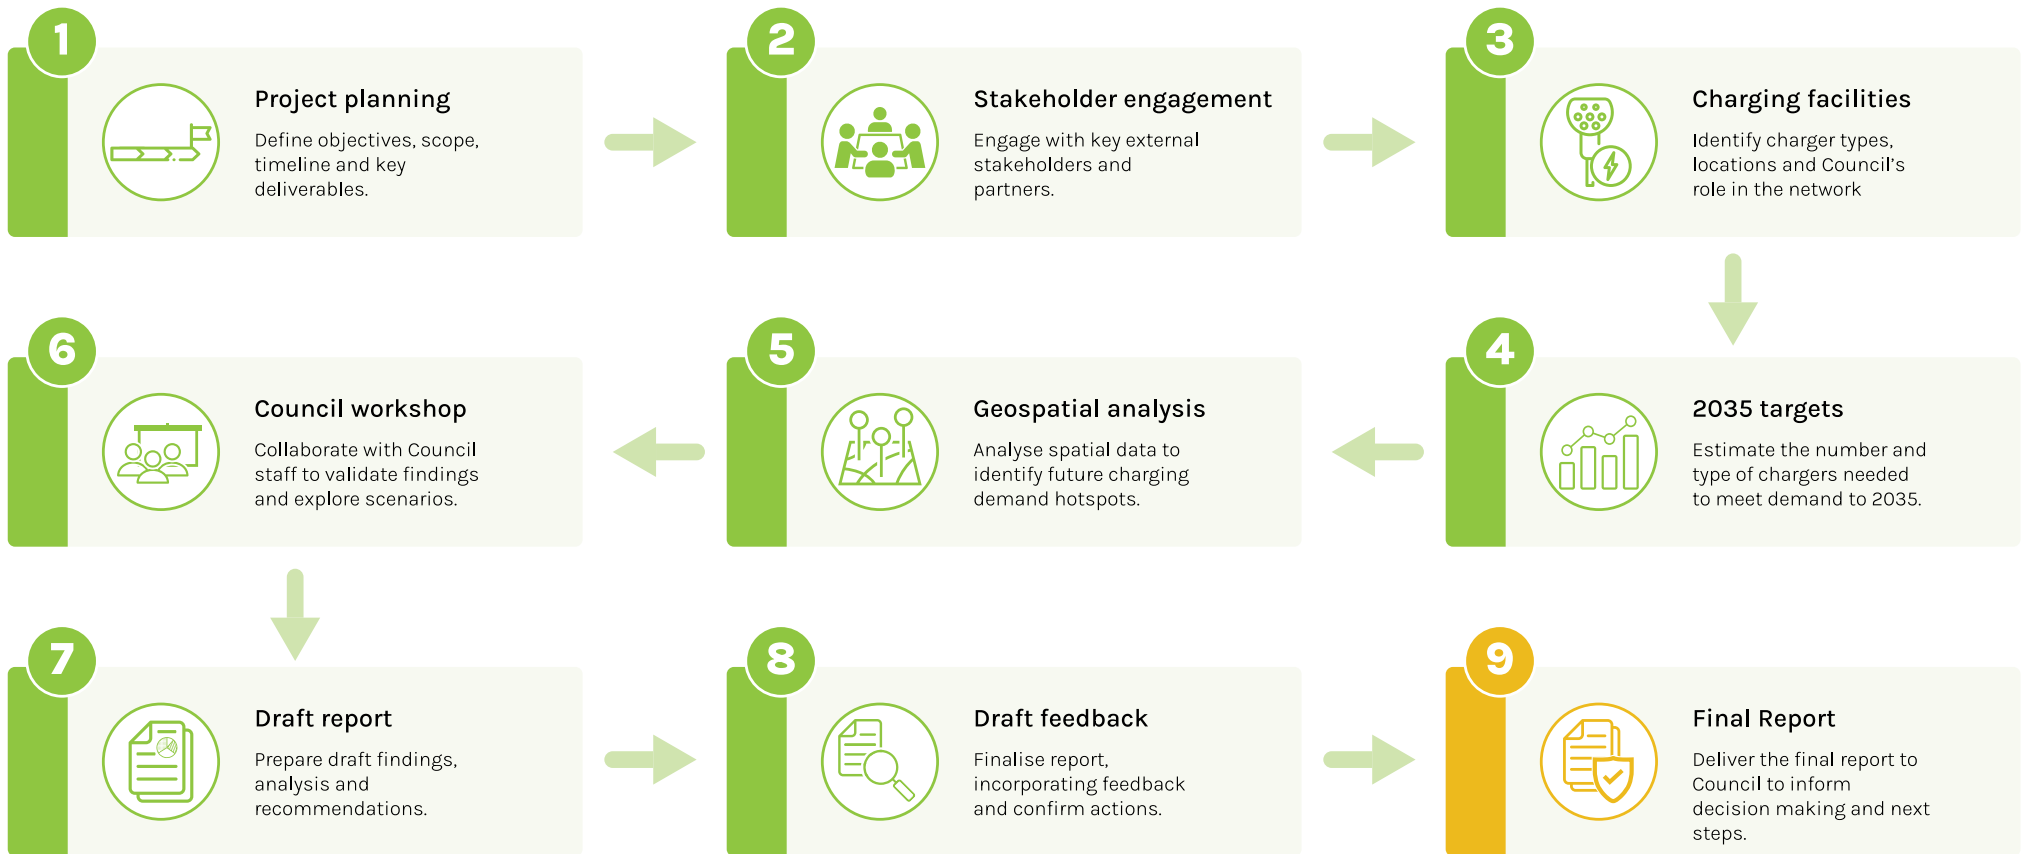 1
Project planning
Define objectives, scope,
timeline and key
deliverables.
2
Stakeholder engagement
Engage with key external
stakeholders and
partners.
3
Charging facilities
Identify charger types,
locations and Council's
role in the network
4
2035 targets
Estimate the number and
type of chargers needed
to meet demand to 2035.
5
Geospatial analysis
Analyse spatial data to
identify future charging
demand hotspots.
6
Council workshop
Collaborate with Council
staff to validate findings
and explore scenarios.
7
Draft report
Prepare draft findings,
analysis and
recommendations.
8
Draft feedback
Finalise report,
incorporating feedback
and confirm actions.
9
Final Report
Deliver the final report to
Council to inform
decision making and next
steps.